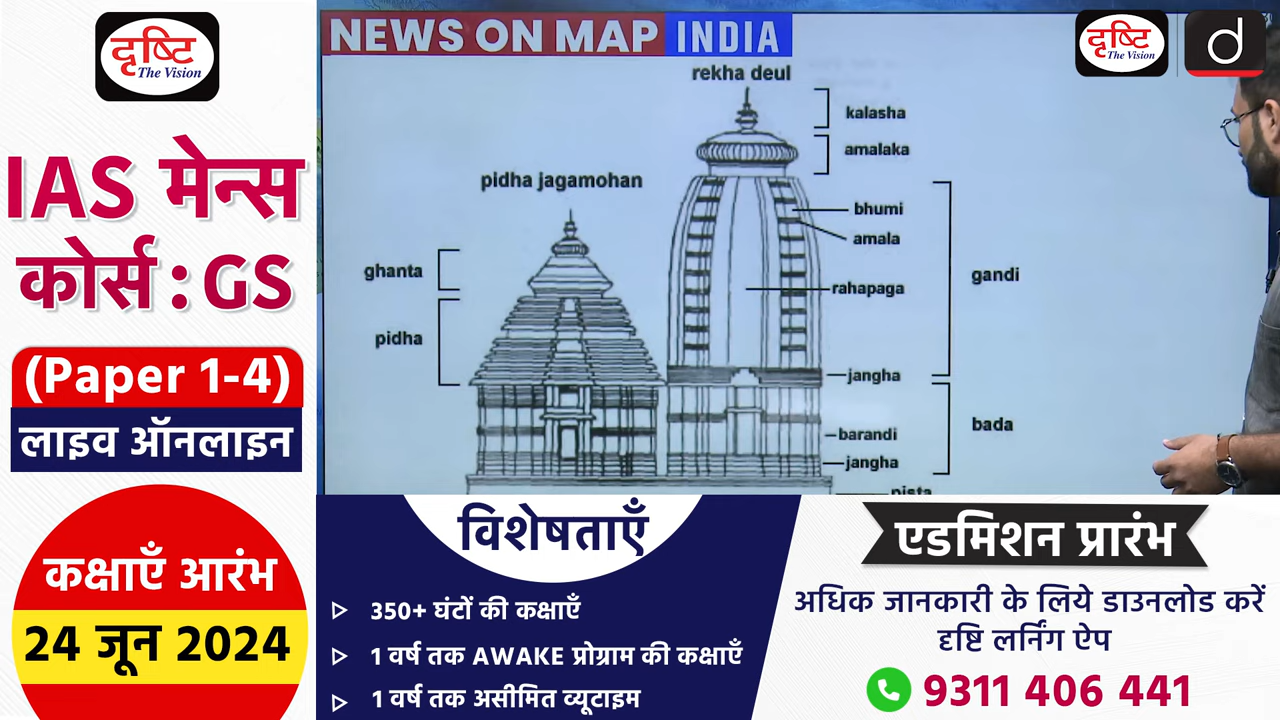 दृष्टि
The Vision
IAS मेन्स
कोर्स : GS
(Paper 1-4)
लाइव ऑनलाइन
कक्षाएँ आरंभ
24 जून 2024
NEWS ON MAP INDIA
दृष्टि
The Vision
d
rekha deul
kalasha
amalaka
pidha jagamohan
bhumi
amala
ghanta
gandi
rahapaga
pidha
jangha
bada
barandi
jangha
pista
विशेषताएँ
350+ घंटों की कक्षाएँ
1 वर्ष तक AWAKE प्रोग्राम की कक्षाएँ
1 वर्ष तक असीमित व्यूटाइम
एडमिशन प्रारंभ
अधिक जानकारी के लिये डाउनलोड करें
दृष्टि लर्निंग ऐप
9311 406 441